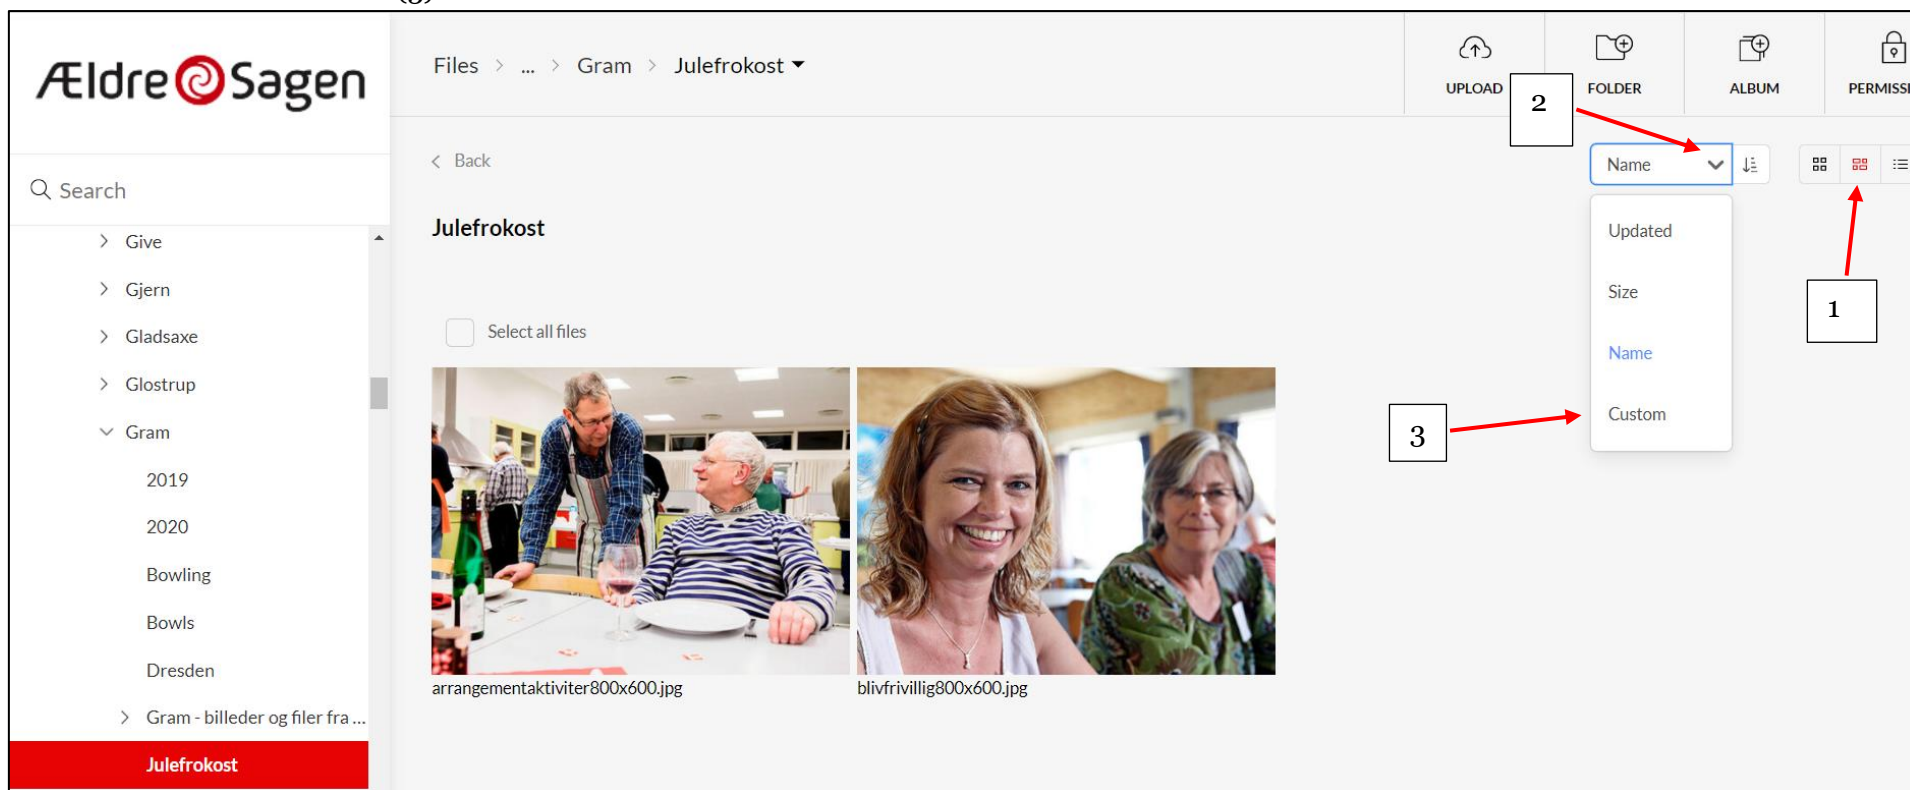 (3)
Ældre Sagen
Files > ... > Gram > Julefrokost
UPLOAD
FOLDER
ALBUM
PERMISSI
2
< Back
Name
Search
Julefrokost
Updated
Size
Name
Custom
1
3
Select all files
Give
Gjern
Gladsaxe
Glostrup
Gram
2019
2020
Bowling
Bowls
Dresden
Gram - billeder og filer fra ...
Julefrokost
arrangementaktiviter800x600.jpg
blivfrivillig800x600.jpg